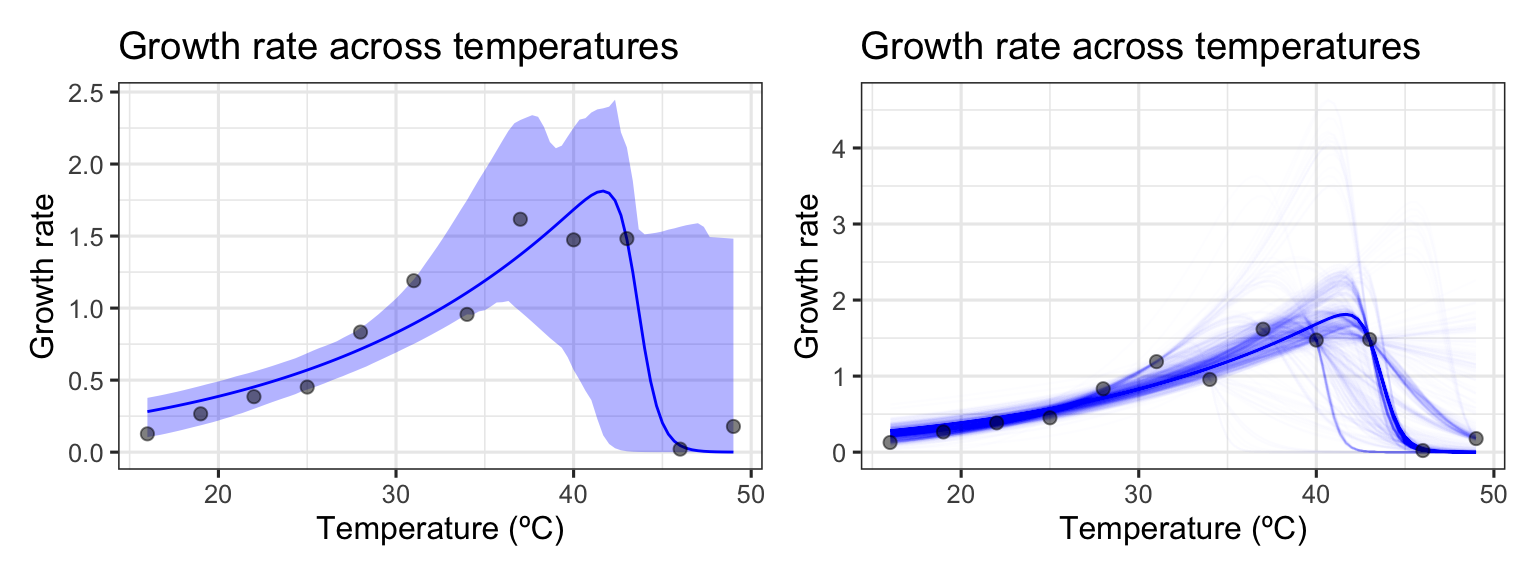 Growth rate across temperatures
Growth rate
2.5
2.0
1.5
1.0
0.5
0.0
20 30 40 50
Temperature (ºC)
Growth rate across temperatures
Growth rate
4
3
2
1
0
20 30 40 50
Temperature (ºC)